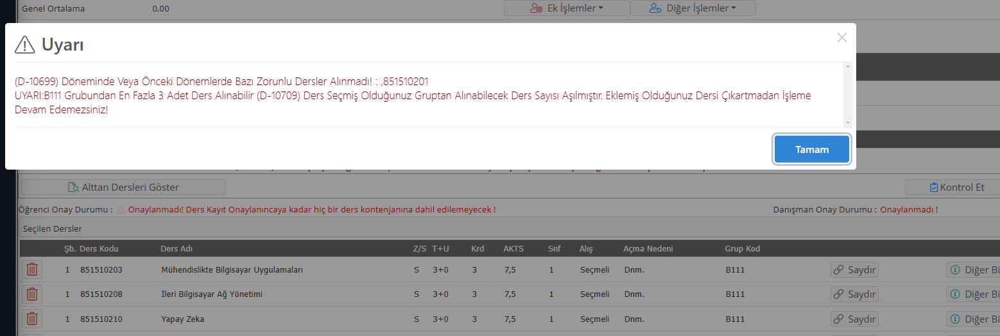 Genel Ortalama 0,00 Ek İşlemler Diğer İşlemler
Uyarı
(D-10699) Döneminde Veya Önceki Dönemlerde Bazı Zorunlu Dersler Alınmadı! : ,851510201
UYARI:B111 Grubundan En Fazla 3 Adet Ders Alınabilir (D-10709) Ders Seçmiş Olduğunuz Gruptan Alınabilecek Ders Sayısı Aşılmıştır. Eklemiş Olduğunuz Dersi Çıkartmadan İşleme
Devam Edemezsiniz!
Tamam
Alttan Dersleri Göster Kontrol Et
Öğrenci Onay Durumu : Onaylanmadı! Ders Kayıt Onaylanıncaya kadar hiç bir ders kontenjanına dahil edilemeyecek ! Danışman Onay Durumu : Onaylanmadı !
Seçilen Dersler
Şb. Ders Kodu Ders Adı Z/S T+U Krd AKTS Snf Alış Açma Nedeni Grup Kod
1 851510203 Mühendislikte Bilgisayar Uygulamaları S 3+0 3 7,5 1 Seçmeli Dnm. B111 Saydır Diğer Bi
1 851510208 İleri Bilgisayar Ağ Yönetimi S 3+0 3 7,5 1 Seçmeli Dnm. B111 Saydır Diğer Bi
1 851510210 Yapay Zeka S 3+0 3 7,5 1 Seçmeli Dnm. B111 Saydır Diğer Bi